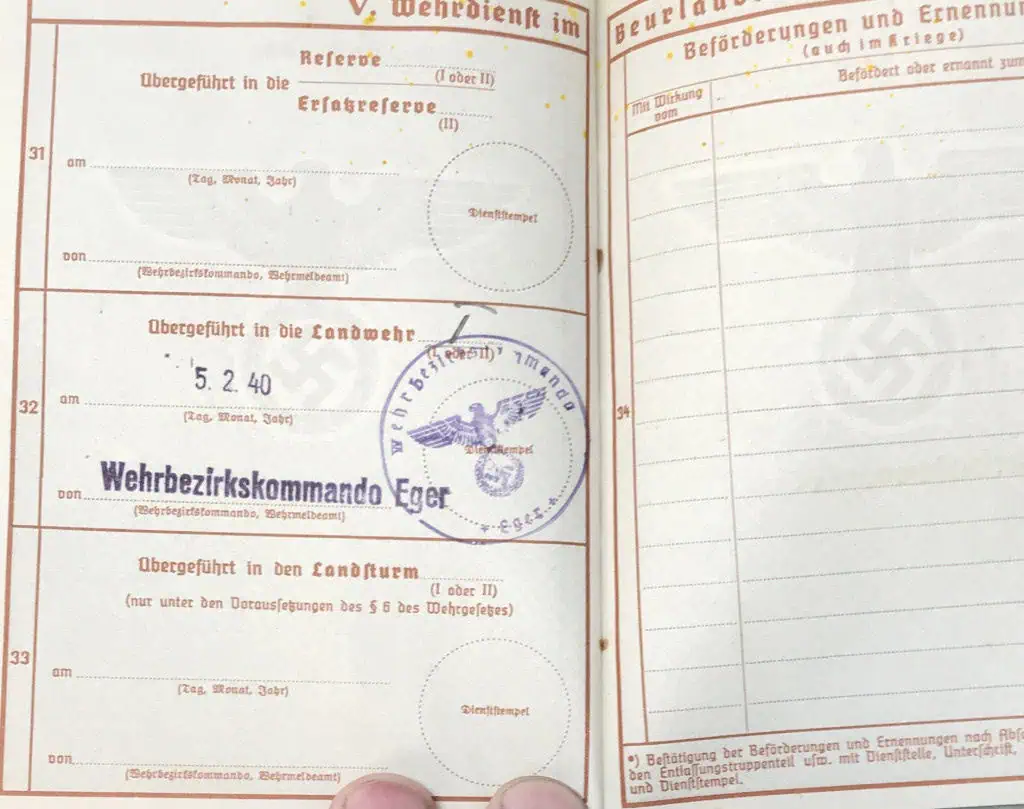 V. Wehrdienst im
Reserve
(I oder II)
Übergeführt in die
Ersatzreserve
(II)
31
am
(Tag, Monat, Jahr)
Dienststempel
von
(Wehrbezirkskommando, Wehrmeldeamt)
Übergeführt in die Landwehr I
(I oder II)
5. 2. 40
32
am
(Tag, Monat, Jahr)
Dienststempel
von Wehrbezirkskommando Eger
(Wehrbezirkskommando, Wehrmeldeamt)
* Eger *
Übergeführt in den Landsturm
(I oder II)
(nur unter den Voraussetzungen des § 6 des Wehrgesetzes)
33
am
(Tag, Monat, Jahr)
Dienststempel
von
(Wehrbezirkskommando, Wehrmeldeamt)
Beförderungen und
(auch im Kriege)
Befördert oder ernannt zum
Mit Wirkung
vom
34
*) Bestätigung der Beförderungen und Ernennungen nach
den Entlassungstruppenteil usw. mit Dienststelle, Unterschrift,
und Dienststempel.